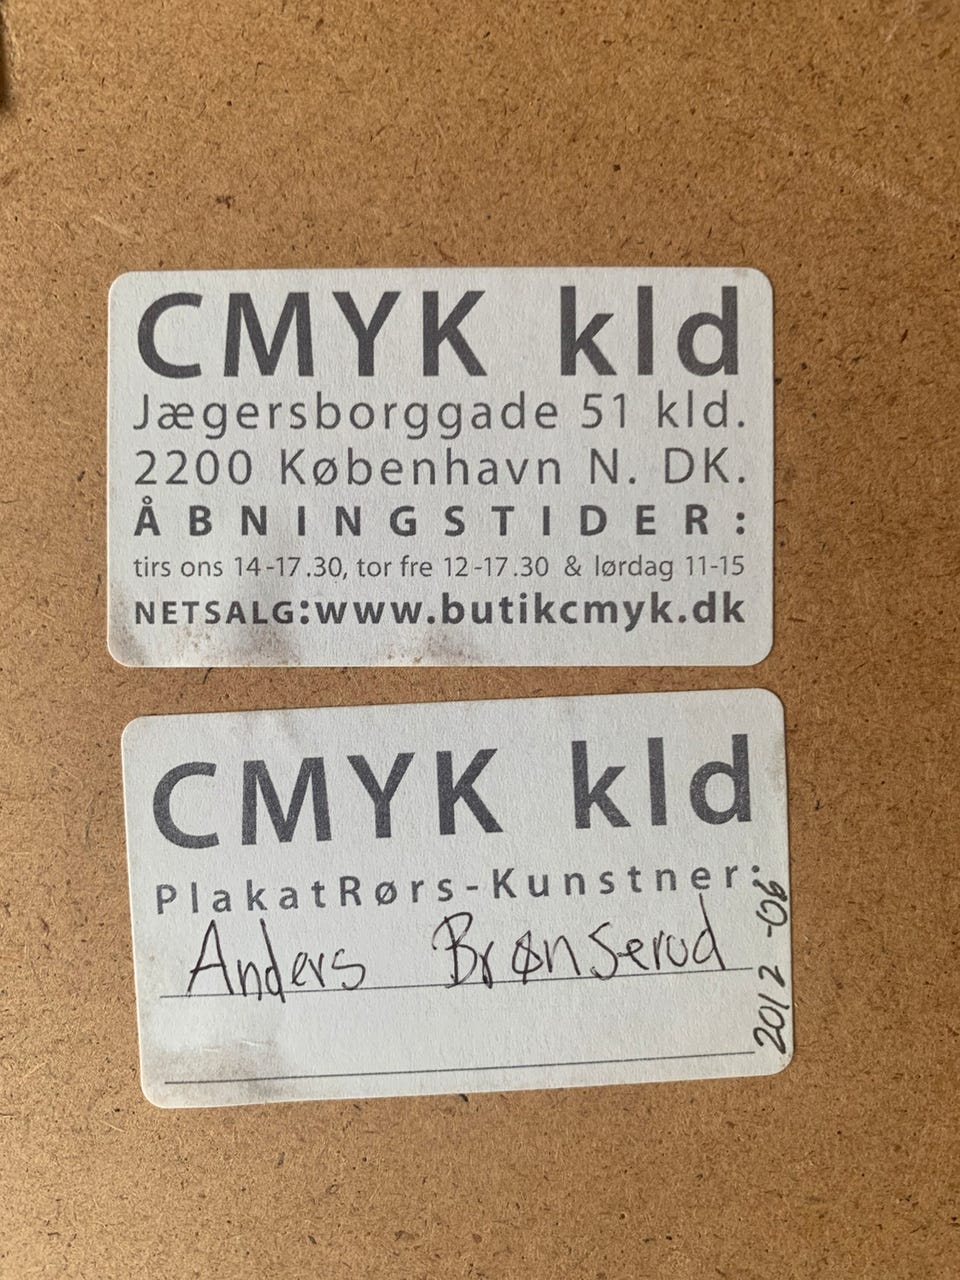 CMYK kld
Jægersborggade 51 kld.
2200 København N. DK.
ÅBNINGSTIDER:
tirs ons 14-17.30, tor fre 12-17.30 & lørdag 11-15
NETSALG:www.butikcmyk.dk
CMYK kld
PlakatRørs-Kunstner:
Anders Brønserud
2012-06